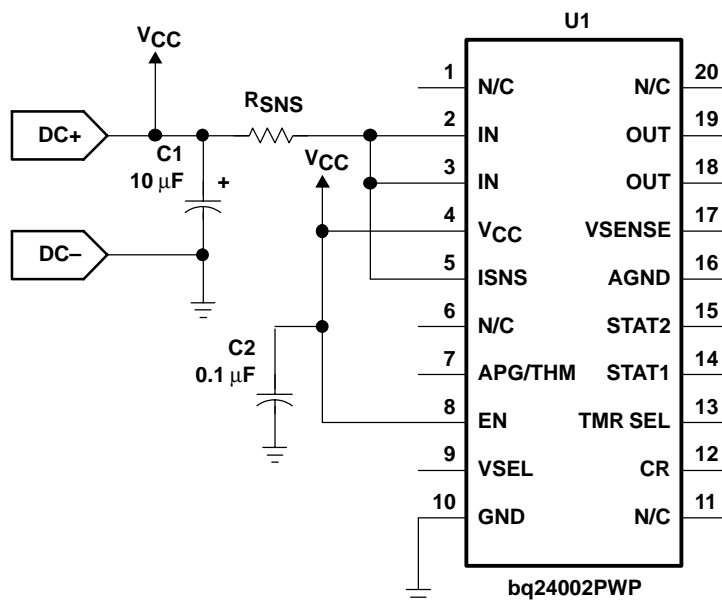 U1
VCC
DC+
C1
10 µF
+
RSNS
VCC
DC–
C2
0.1 µF
1 N/C N/C 20
2 IN OUT 19
3 IN OUT 18
4 VCC VSENSE 17
5 ISNS AGND 16
6 N/C STAT2 15
7 APG/THM STAT1 14
8 EN TMR SEL 13
9 VSEL CR 12
10 GND N/C 11
bq24002PWP